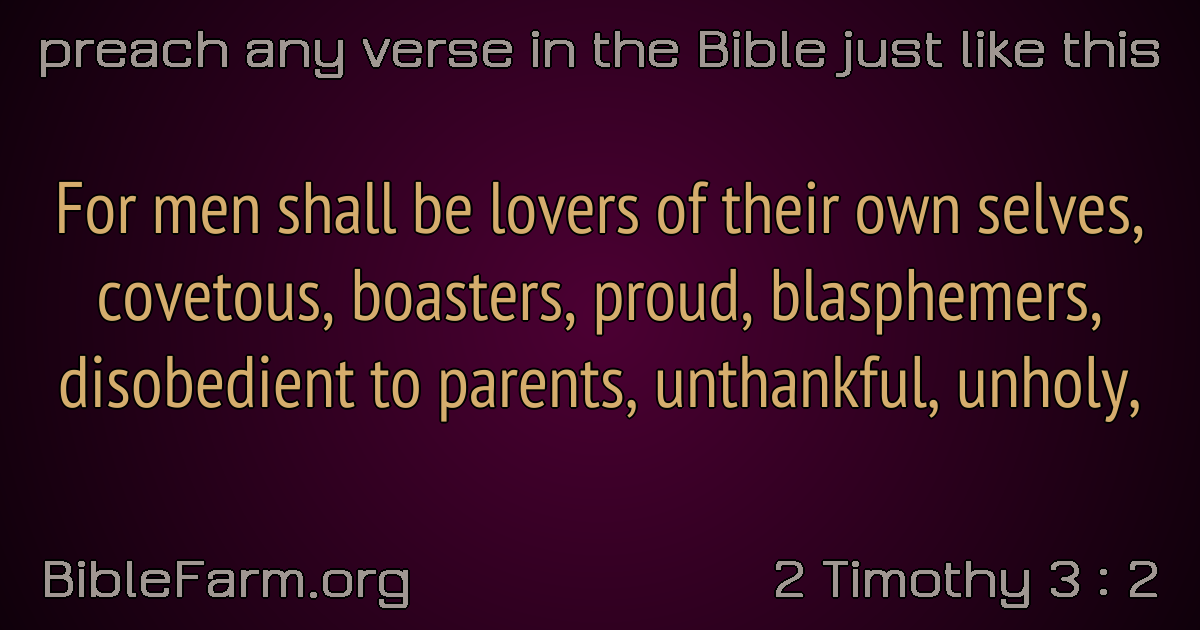 preach any verse in the Bible just like this
For men shall be lovers of their own selves,
covetous, boasters, proud, blasphemers,
disobedient to parents, unthankful, unholy,
BibleFarm.org
2 Timothy 3 : 2